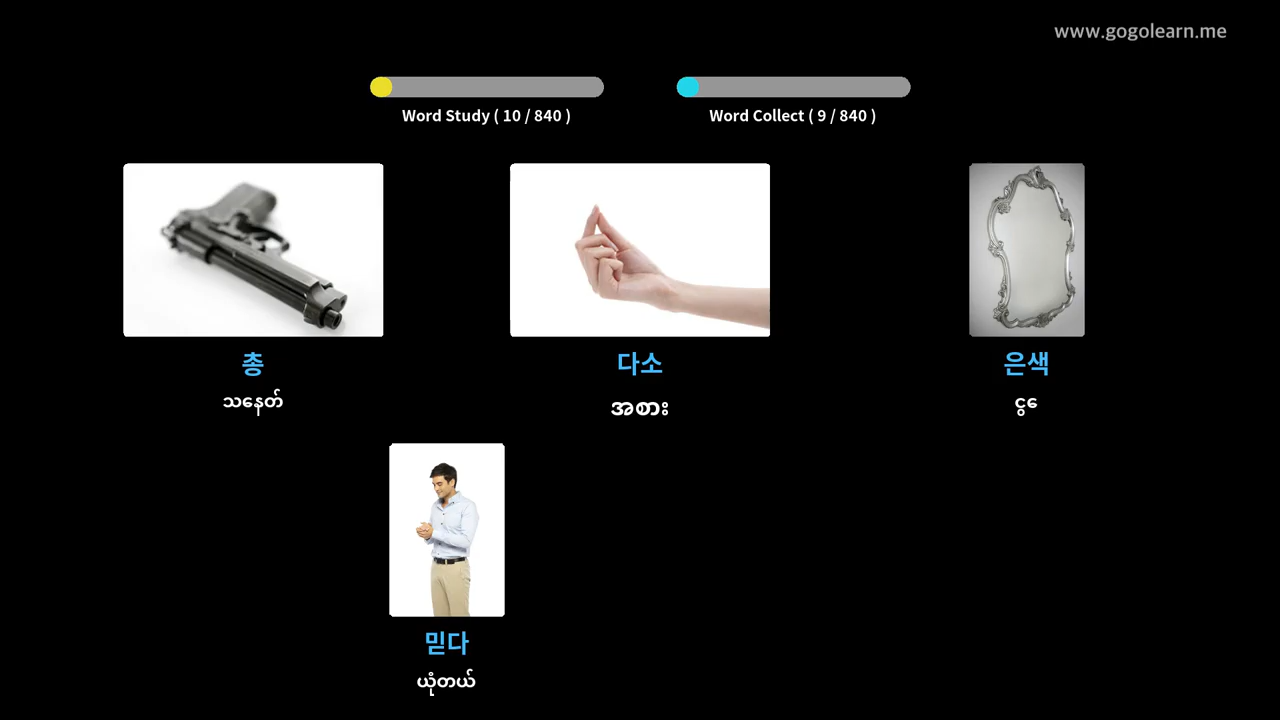 www.gogolearn.me
Word Study ( 10 / 840 )
Word Collect ( 9 / 840 )
총
သနေတ်
다소
အစား
은색
ငွေ
믿다
ယုံတယ်